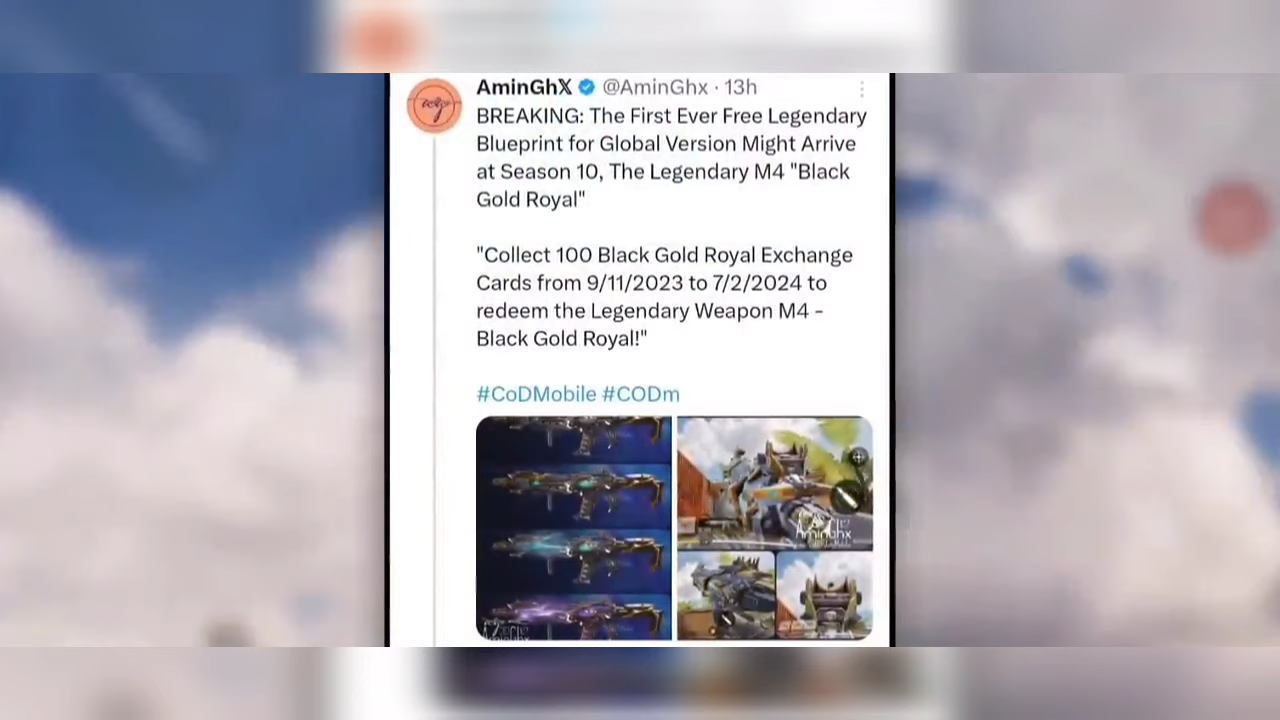 AminGhX @AminGhx · 13h
BREAKING: The First Ever Free Legendary
Blueprint for Global Version Might Arrive
at Season 10, The Legendary M4 "Black
Gold Royal"
"Collect 100 Black Gold Royal Exchange
Cards from 9/11/2023 to 7/2/2024 to
redeem the Legendary Weapon M4 -
Black Gold Royal!"
#CoDMobile #CODm
AminGhx